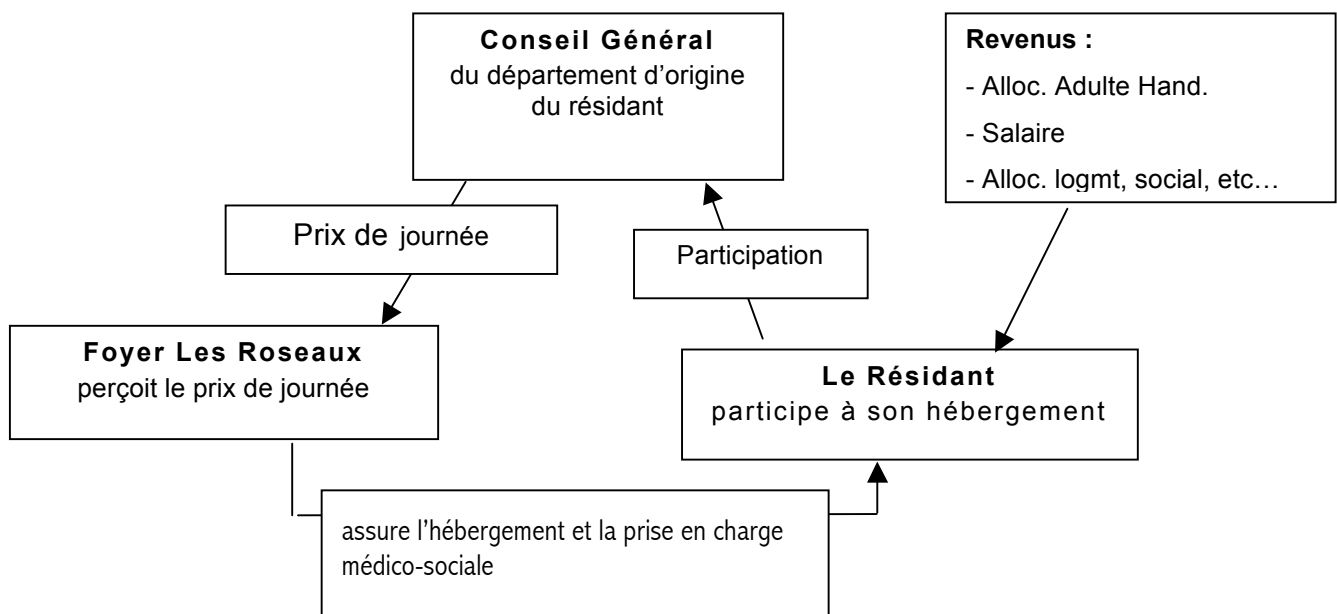 Conseil Général
du département d’origine
du résidant
Revenus :
- Alloc. Adulte Hand.
- Salaire
- Alloc. logmt, social, etc…
Prix de journée
Participation
Foyer Les Roseaux
perçoit le prix de journée
Le Résidant
participe à son hébergement
assure l’hébergement et la prise en charge
médico-sociale